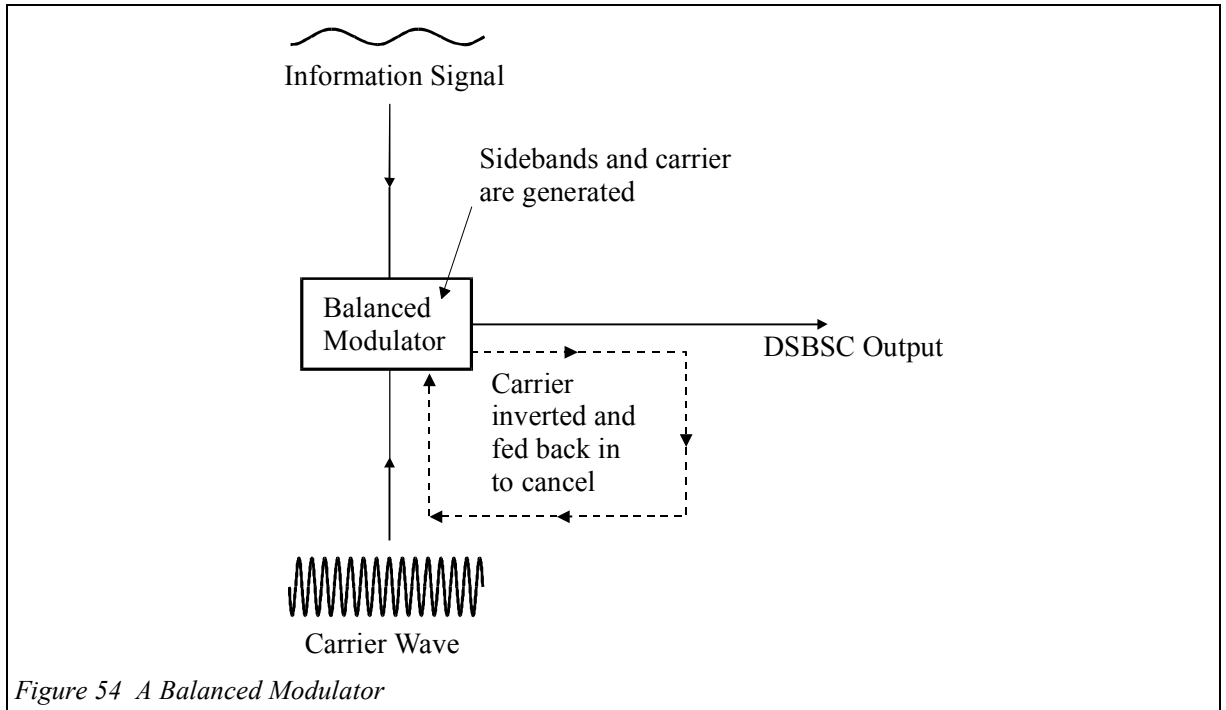 Information Signal
Sidebands and carrier
are generated
Balanced
Modulator
DSBSC Output
Carrier
inverted and
fed back in
to cancel
Carrier Wave
Figure 54 A Balanced Modulator